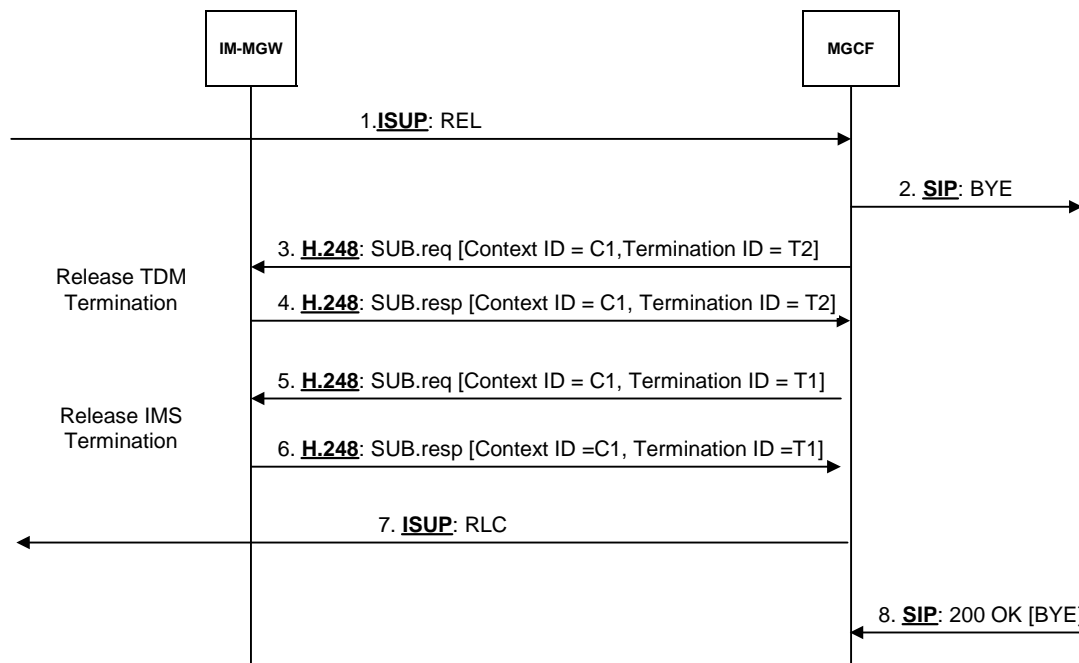 IM-MGW
MGCF
1.ISUP: REL
2. SIP: BYE
3. H.248: SUB.req [Context ID = C1,Termination ID = T2]
Release TDM
Termination
4. H.248: SUB.resp [Context ID = C1, Termination ID = T2]
5. H.248: SUB.req [Context ID = C1, Termination ID = T1]
Release IMS
Termination
6. H.248: SUB.resp [Context ID =C1, Termination ID =T1]
7. ISUP: RLC
8. SIP: 200 OK [BYE]